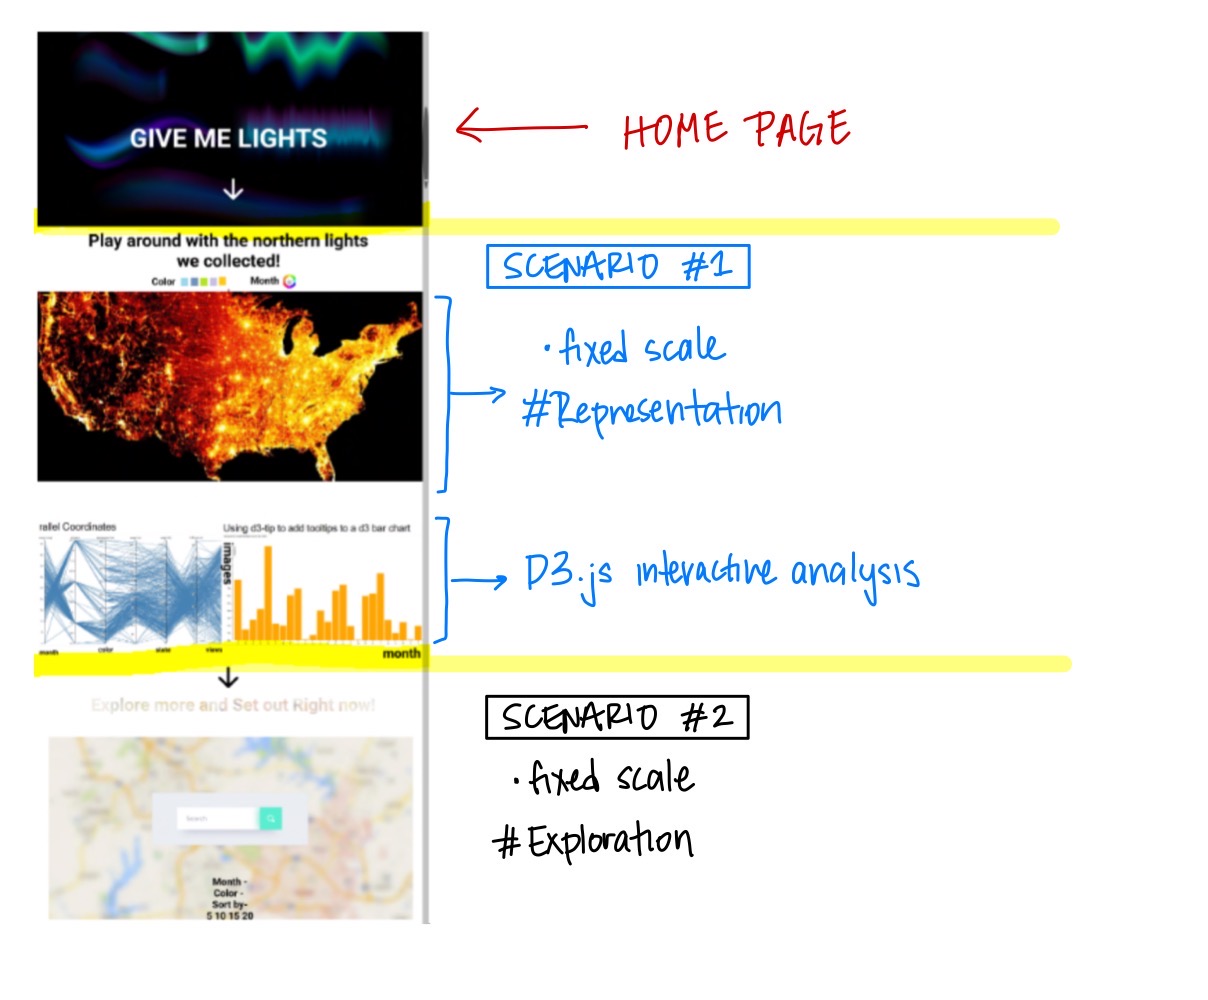 GIVE ME LIGHTS
HOME PAGE
Play around with the northern lights
we collected!
Color
Month
SCENARIO #1
• fixed scale
#Representation
rallel Coordinates
Using d3-tip to add tooltips to a d3 bar chart
images
D3.js interactive analysis
month
color
state
views
month
Explore more and Set out Right now!
SCENARIO #2
• fixed scale
# Exploration
Search
Month -
Color -
Sort by-
5 10 15 20